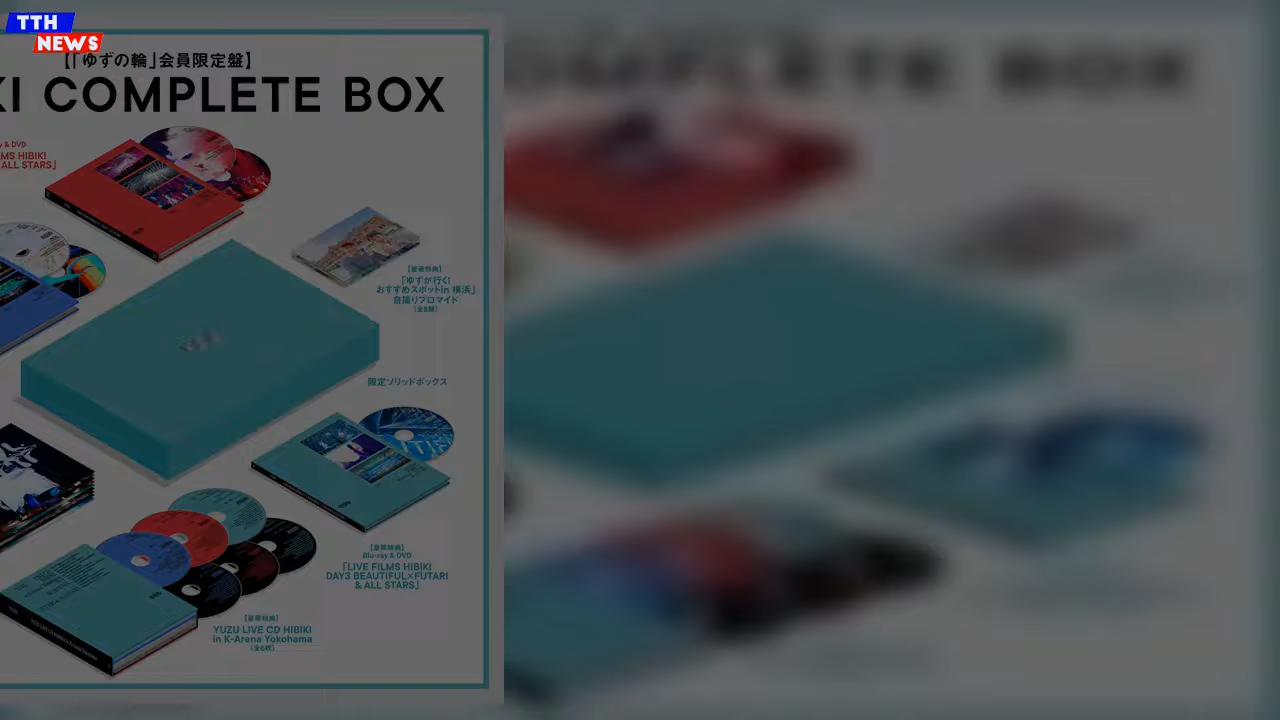 TTH
NEWS
【「ゆずの輪」会員限定盤】
KI COMPLETE BOX
y & DVD
MS HIBIKI
ALL STARS」
【豪華特典】
「ゆずが行く!
おすすめスポットin 横浜」
自撮りブロマイド
限定ソリッドボックス
【豪華特典】
Blu-ray & DVD
「LIVE FILMS HIBIKI
DAY3 BEAUTIFUL×FUTARI
& ALL STARS」
【豪華特典】
YUZU LIVE CD HIBIKI
in K-Arena Yokohama
(全6枚)